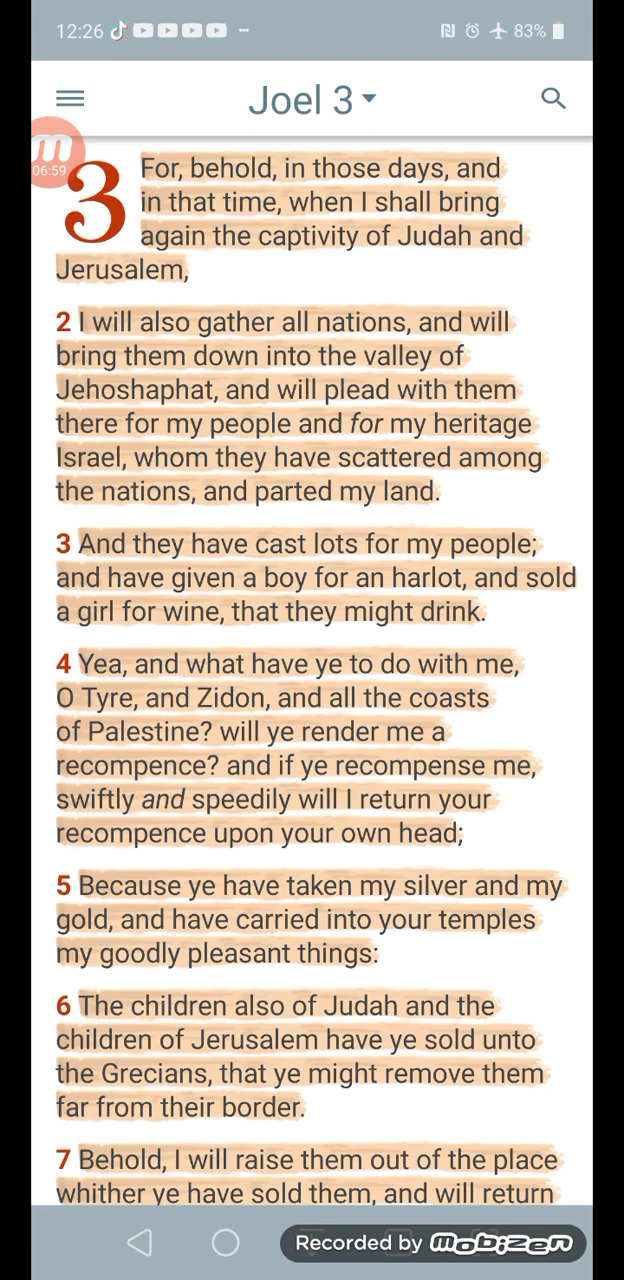 12:26 83%
Joel 3
06:59
3 For, behold, in those days, and
in that time, when I shall bring
again the captivity of Judah and
Jerusalem,
2 I will also gather all nations, and will
bring them down into the valley of
Jehoshaphat, and will plead with them
there for my people and for my heritage
Israel, whom they have scattered among
the nations, and parted my land.
3 And they have cast lots for my people;
and have given a boy for an harlot, and sold
a girl for wine, that they might drink.
4 Yea, and what have ye to do with me,
O Tyre, and Zidon, and all the coasts
of Palestine? will ye render me a
recompence? and if ye recompense me,
swiftly and speedily will I return your
recompence upon your own head;
5 Because ye have taken my silver and my
gold, and have carried into your temples
my goodly pleasant things:
6 The children also of Judah and the
children of Jerusalem have ye sold unto
the Grecians, that ye might remove them
far from their border.
7 Behold, I will raise them out of the place
whither ye have sold them, and will return
Recorded by mobizen